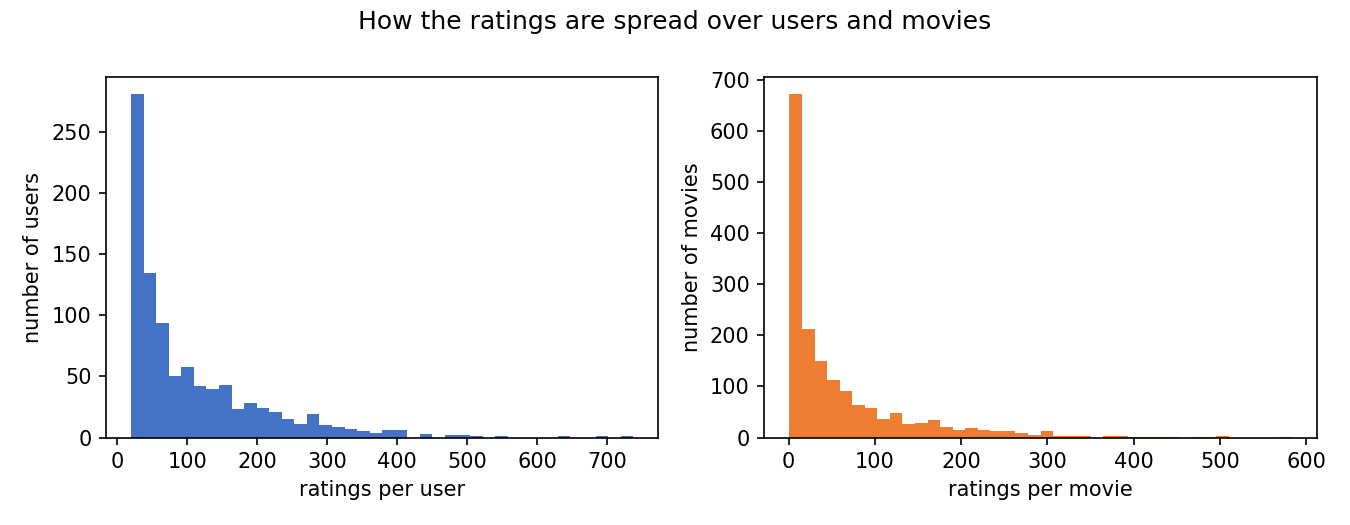 How the ratings are spread over users and movies
number of users
250
200
150
100
50
0
0 100 200 300 400 500 600 700
ratings per user
number of movies
700
600
500
400
300
200
100
0
0 100 200 300 400 500 600
ratings per movie